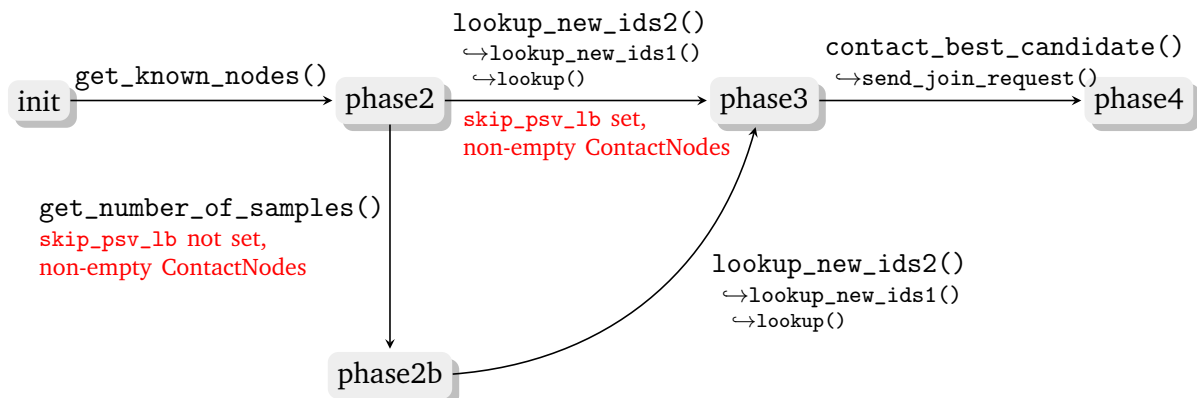 lookup_new_ids2()
↪lookup_new_ids1()
↪lookup()
contact_best_candidate()
↪send_join_request()
get_known_nodes()
init
phase2
phase3
phase4
skip_psv_lb set,
non-empty ContactNodes
get_number_of_samples()
skip_psv_lb not set,
non-empty ContactNodes
lookup_new_ids2()
↪lookup_new_ids1()
↪lookup()
phase2b